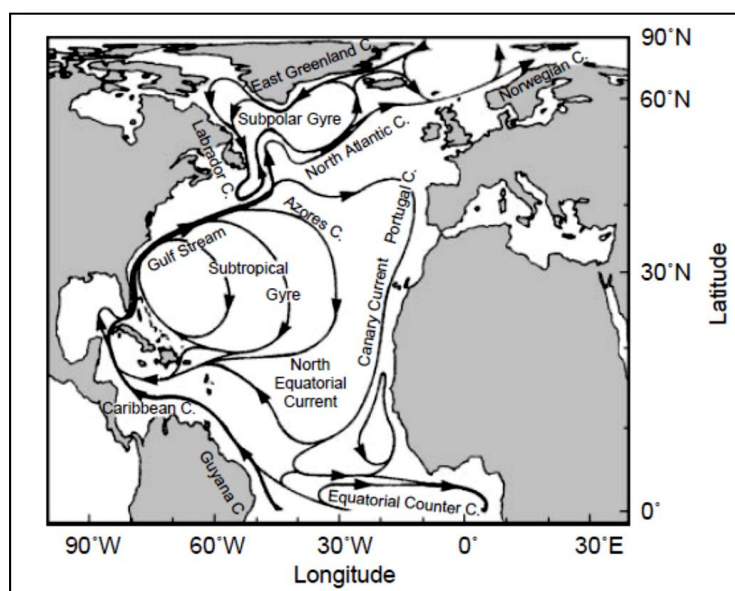 90˚N
East Greenland C.
Norwegian C.
60˚N
Subpolar Gyre
Labrador C.
North Atlantic C.
Portugal C.
Azores C.
Gulf Stream
Subtropical
Gyre
30˚N
Latitude
Canary Current
North
Equatorial
Current
Caribbean C.
Guyana C
Equatorial Counter C.
0˚
90˚W
60˚W
30˚W
0˚
30˚E
Longitude